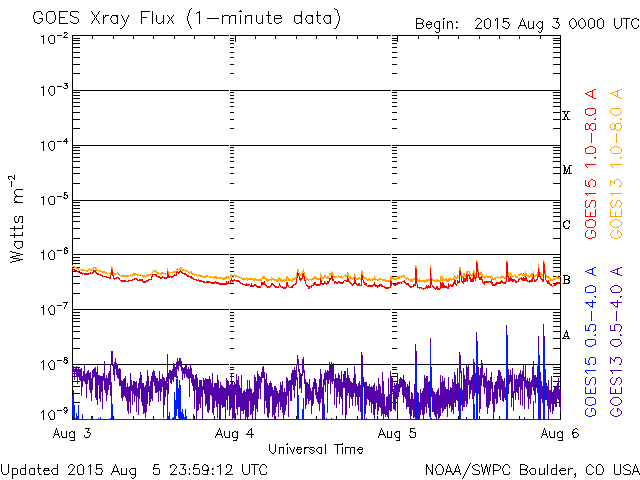 GOES Xray Flux (1-minute data)
Begin: 2015 Aug 3 0000 UTC
Watts m-2
10-2
10-3
10-4
10-5
10-6
10-7
10-8
10-9
X
M
C
B
A
Aug 3
Aug 4
Aug 5
Aug 6
Universal Time
GOES15 1.0-8.0 A
GOES13 1.0-8.0 A
GOES15 0.5-4.0 A
GOES13 0.5-4.0 A
Updated 2015 Aug 5 23:59:12 UTC
NOAA/SWPC Boulder, CO USA